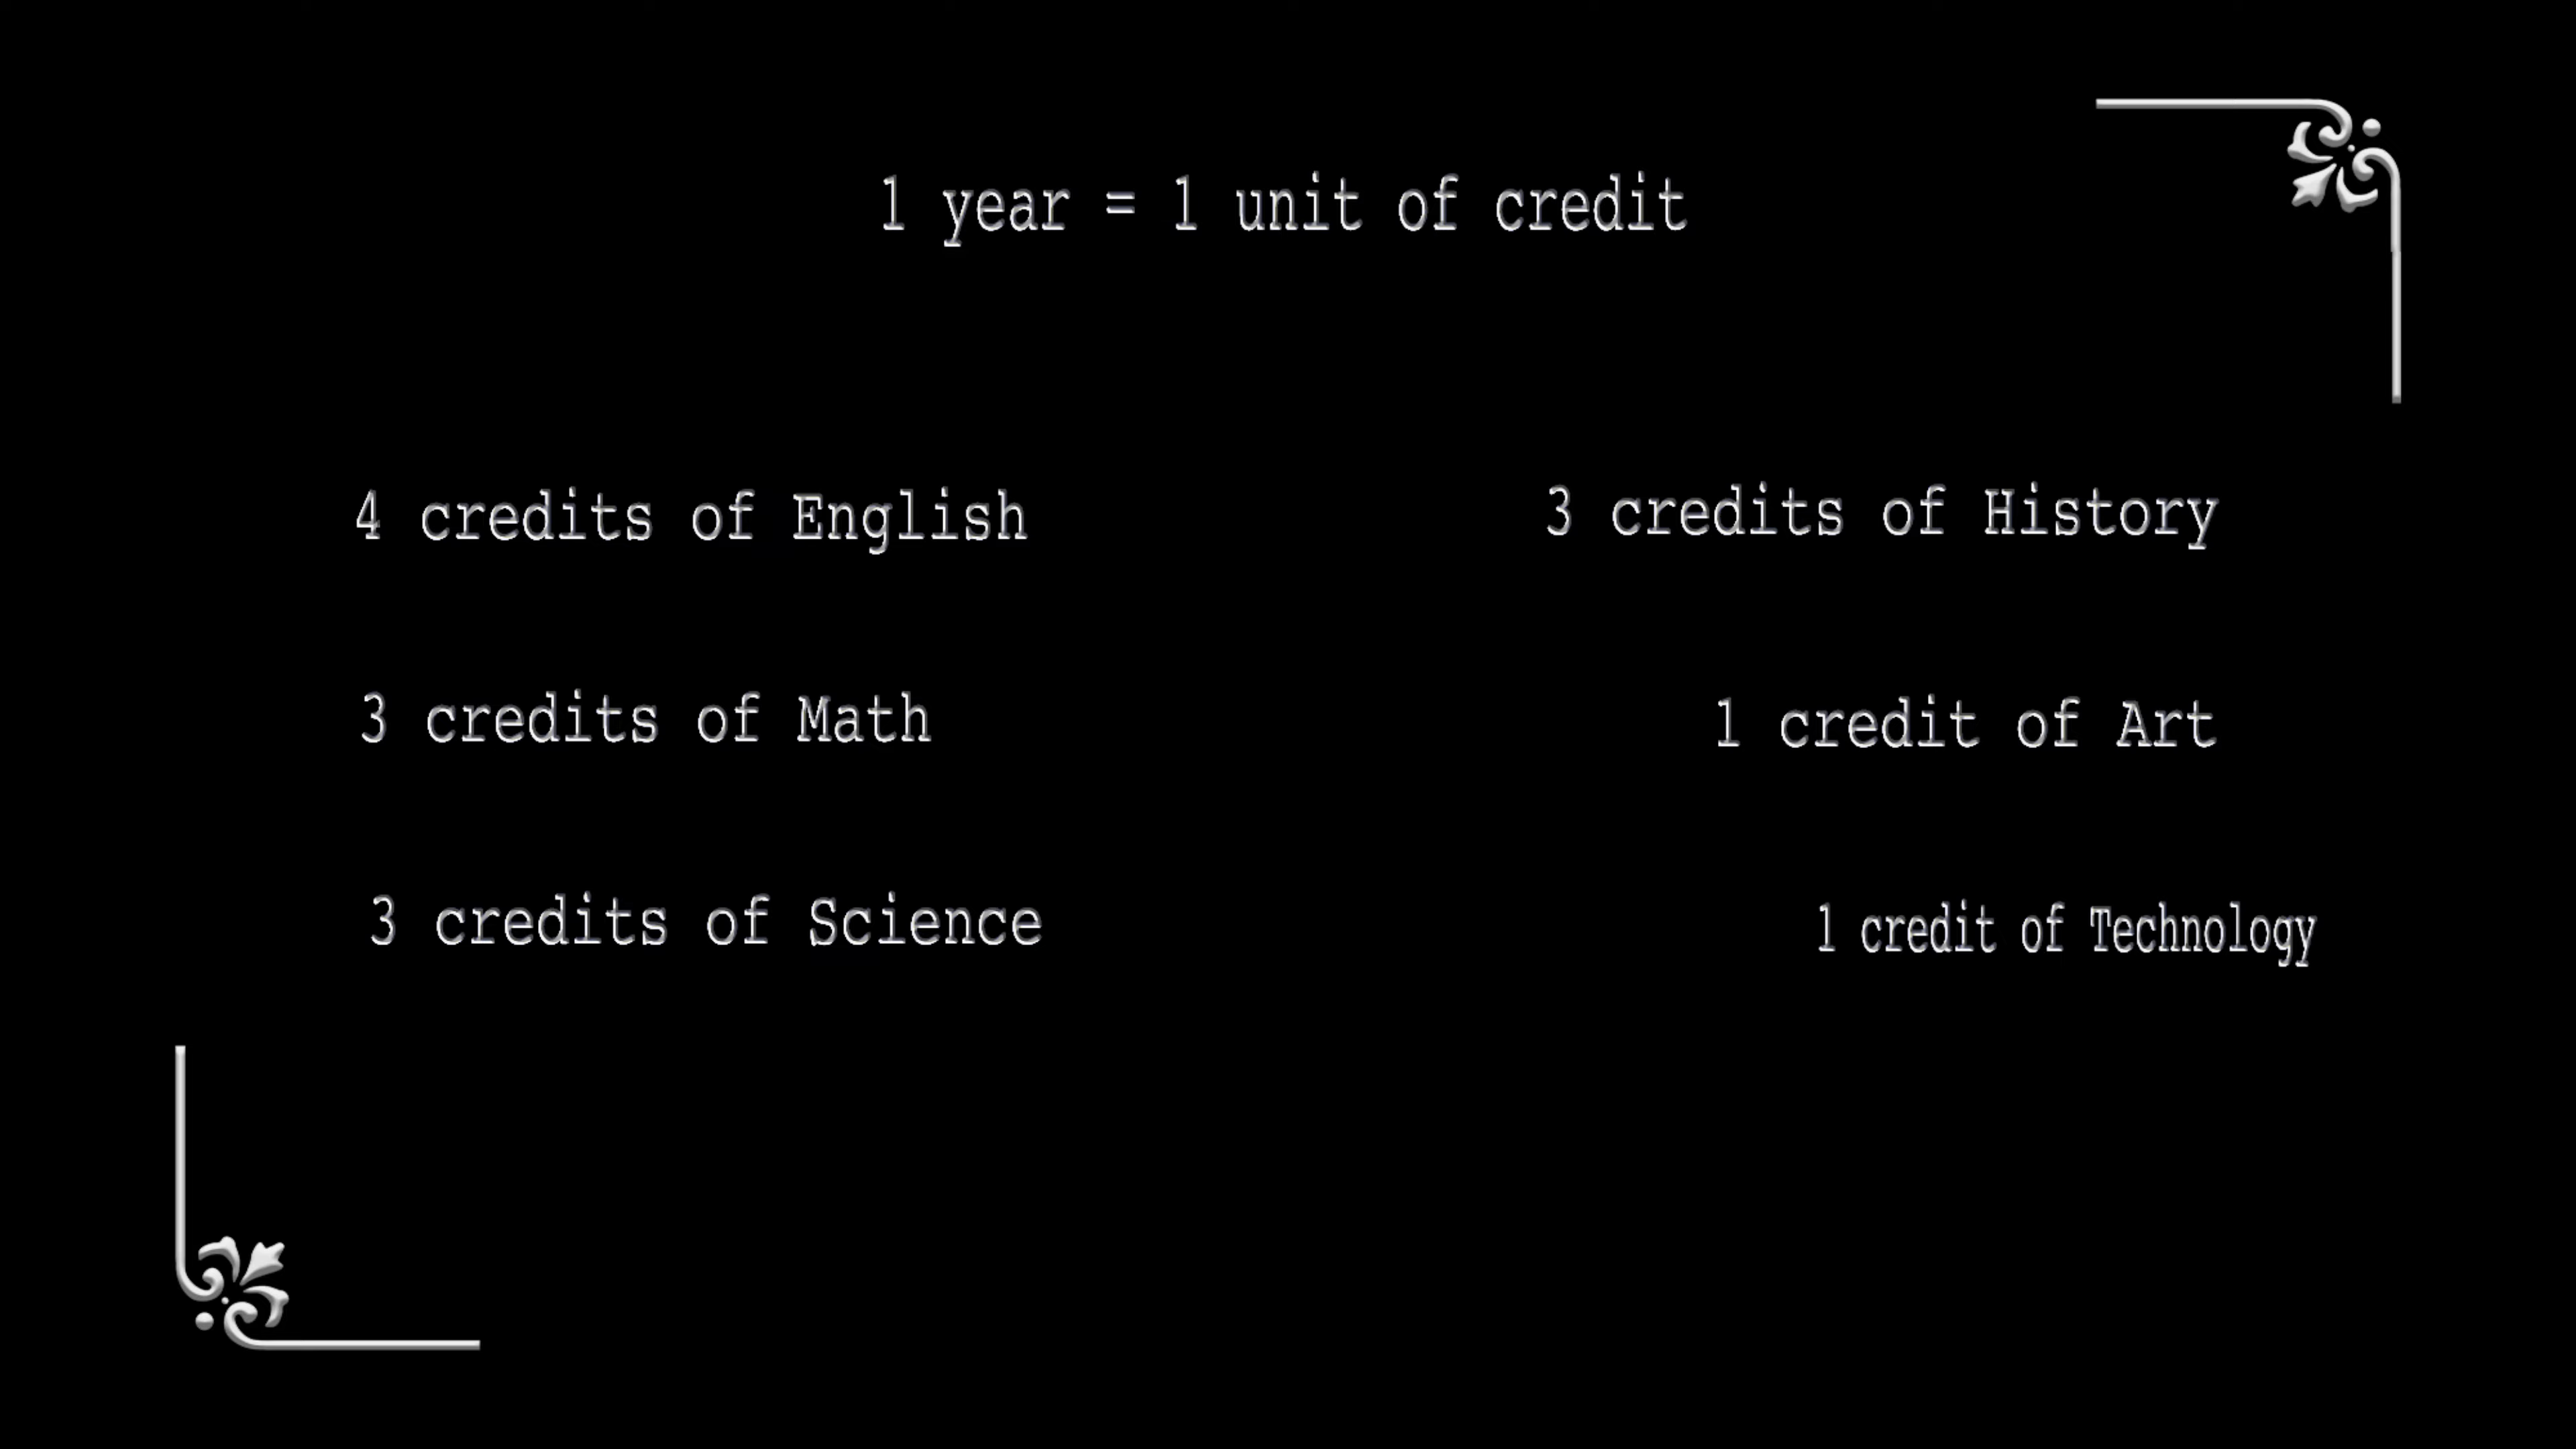 1 year = 1 unit of credit
4 credits of English
3 credits of Math
3 credits of Science
3 credits of History
1 credit of Art
1 credit of Technology